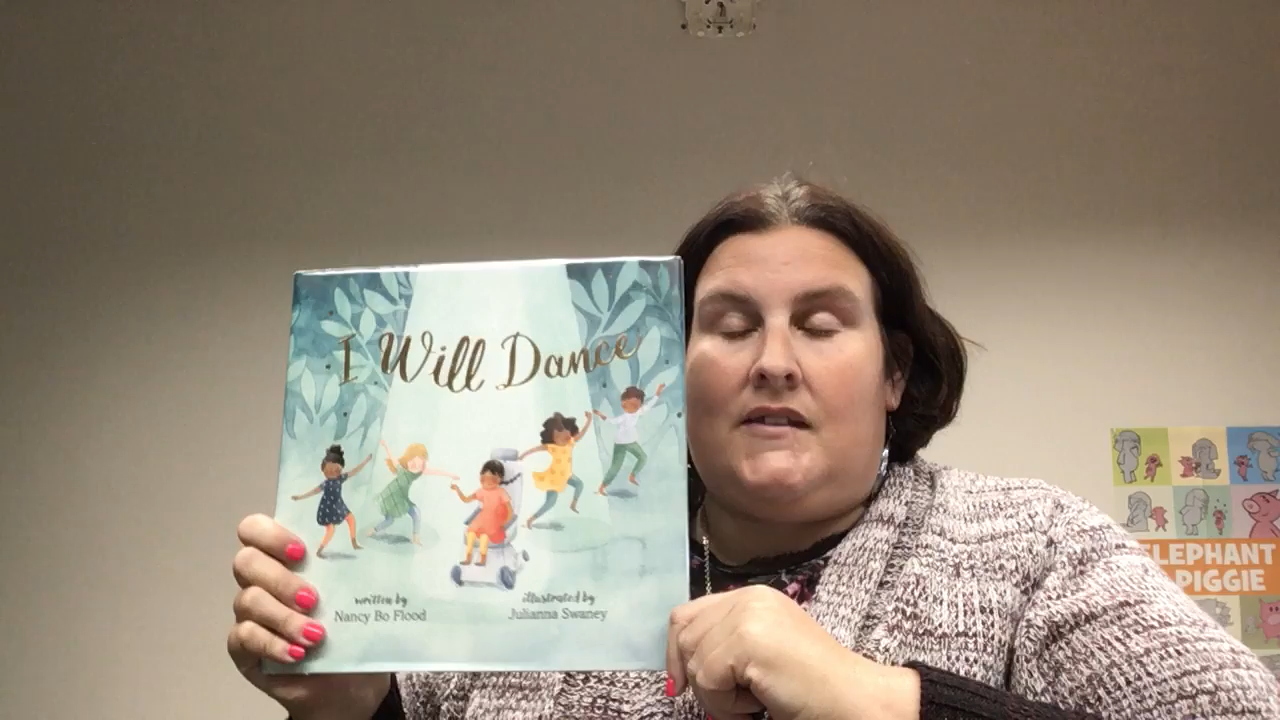 I Will Dance
written by
Nancy Bo Flood
illustrated by
Julianna Swaney
ELEPHANT
PIGGIE